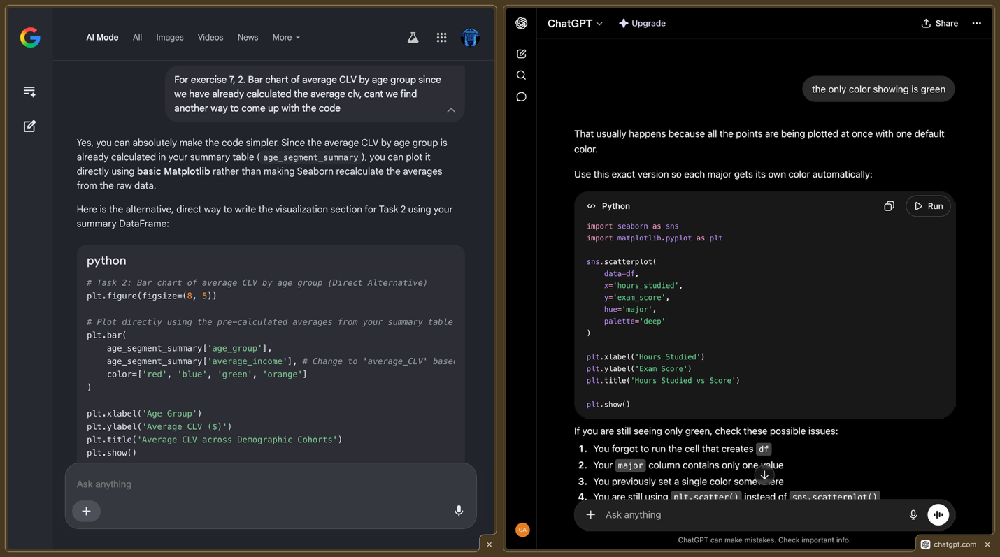 AI Mode All Images Videos News More
For exercise 7, 2. Bar chart of average CLV by age group since
we have already calculated the average clv, cant we find
another way to come up with the code
Yes, you can absolutely make the code simpler. Since the average CLV by age group is
already calculated in your summary table ( age_segment_summary ), you can plot it
directly using basic Matplotlib rather than making Seaborn recalculate the averages
from the raw data.
Here is the alternative, direct way to write the visualization section for Task 2 using your
summary DataFrame:
python
# Task 2: Bar chart of average CLV by age group (Direct Alternative)
plt.figure(figsize=(8, 5))
# Plot directly using the pre-calculated averages from your summary table
plt.bar(
    age_segment_summary['age_group'],
    age_segment_summary['average_income'], # Change to 'average_CLV' based
    color=['red', 'blue', 'green', 'orange']
)
plt.xlabel('Age Group')
plt.ylabel('Average CLV ($)')
plt.title('Average CLV across Demographic Cohorts')
plt.show()
Ask anything
ChatGPT Upgrade Share
the only color showing is green
That usually happens because all the points are being plotted at once with one default
color.
Use this exact version so each major gets its own color automatically:
Python Run
import seaborn as sns
import matplotlib.pyplot as plt
sns.scatterplot(
    data=df,
    x='hours_studied',
    y='exam_score',
    hue='major',
    palette='deep'
)
plt.xlabel('Hours Studied')
plt.ylabel('Exam Score')
plt.title('Hours Studied vs Score')
plt.show()
If you are still seeing only green, check these possible issues:
1. You forgot to run the cell that creates df
2. Your major column contains only one value
3. You previously set a single color somewhere
4. You are still using plt.scatter() instead of sns.scatterplot()
Ask anything
GA
ChatGPT can make mistakes. Check important info.
chatgpt.com